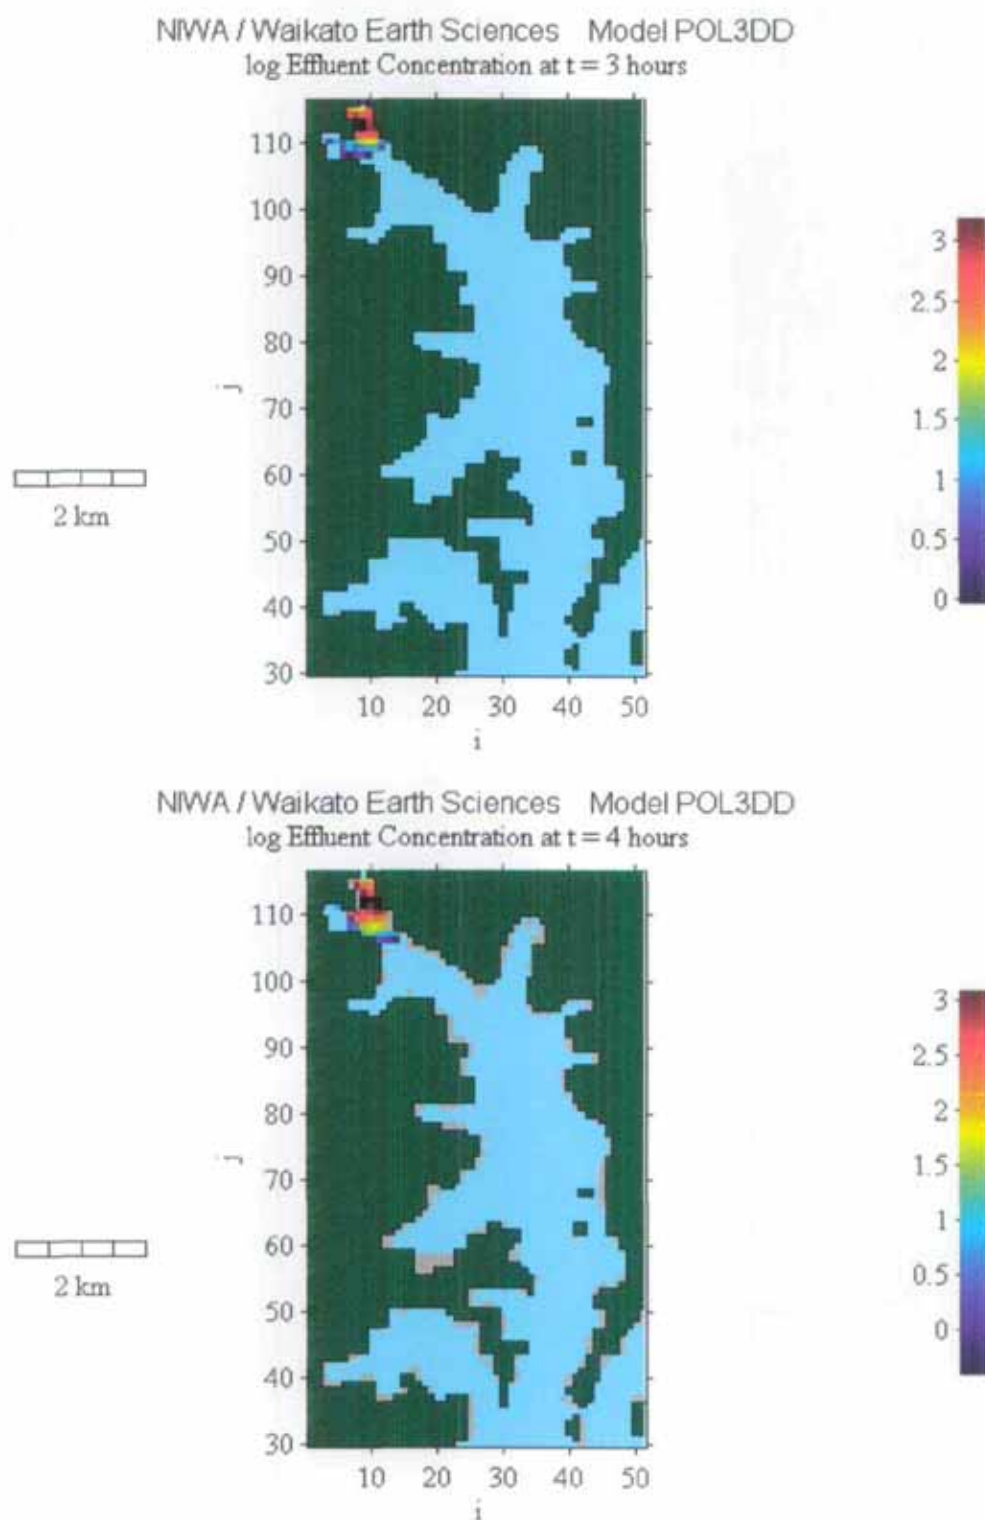 NIWA / Waikato Earth Sciences Model POL3DD
log Effluent Concentration at t = 3 hours
110
100
90
80
70
60
50
40
30
j
10 20 30 40 50
i
2 km
3
2.5
2
1.5
1
0.5
0
NIWA / Waikato Earth Sciences Model POL3DD
log Effluent Concentration at t = 4 hours
110
100
90
80
70
60
50
40
30
j
10 20 30 40 50
i
2 km
3
2.5
2
1.5
1
0.5
0